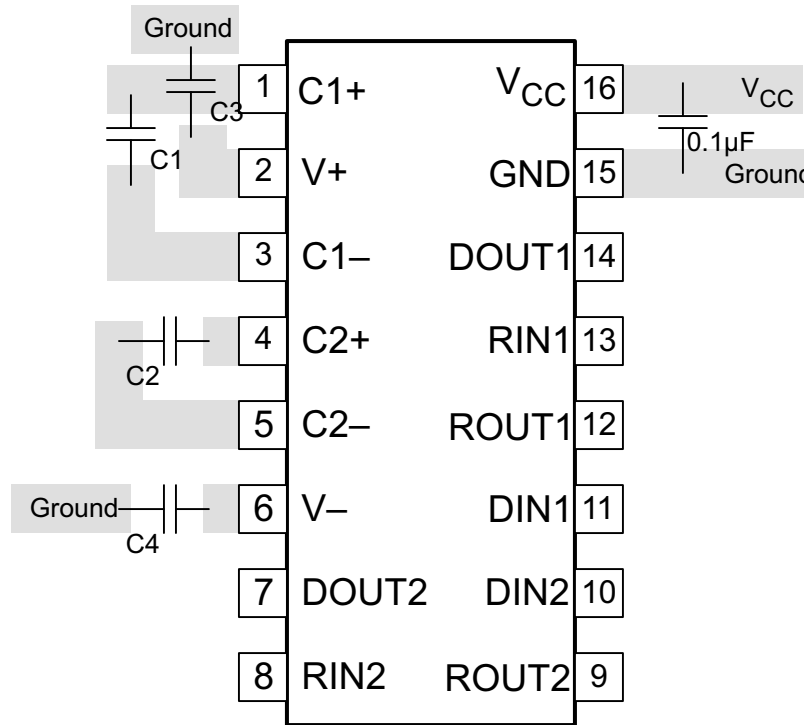 Ground
1 C1+ VCC 16 VCC
C3
C1
0.1µF
2 V+ GND 15 Ground
3 C1– DOUT1 14
4 C2+ RIN1 13
C2
5 C2– ROUT1 12
Ground 6 V– DIN1 11
C4
7 DOUT2 DIN2 10
8 RIN2 ROUT2 9